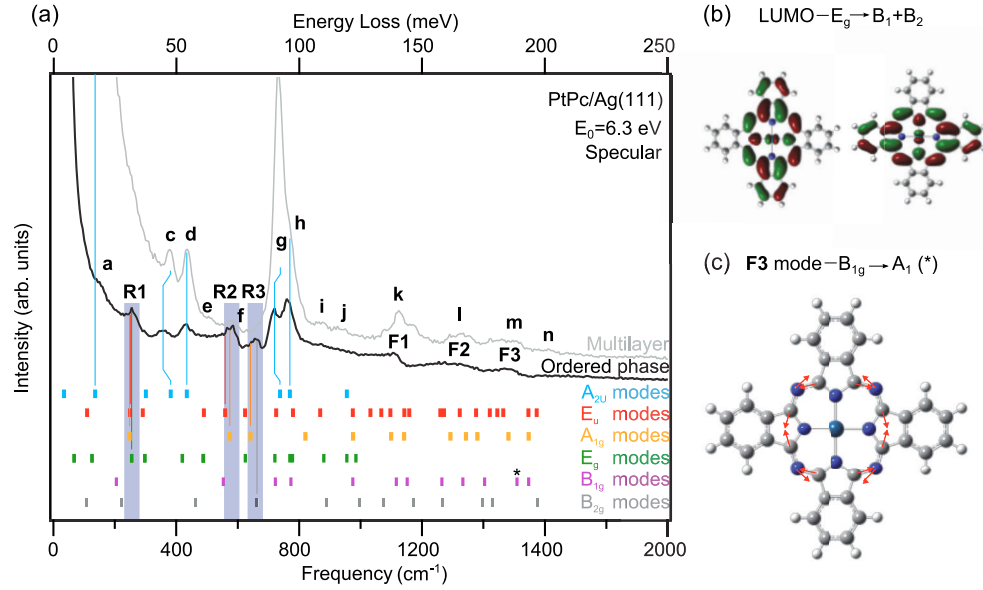 (a)
Energy Loss (meV)
0 50 100 150 200 250
PtPc/Ag(111)
E₀=6.3 eV
Specular
Intensity (arb. units)
a
R1
c
d
e
R2
f
R3
g
h
i
j
k
l
m
n
F1
F2
F3
Multilayer
Ordered phase
A₂ᵤ modes
Eᵤ modes
A₁g modes
Eg modes
*
B₁g modes
B₂g modes
0 400 800 1200 1600 2000
Frequency(cm⁻¹)
(b)
LUMO−Eg→B₁+B₂
(c) F3 mode−B₁g→A₁ (*)